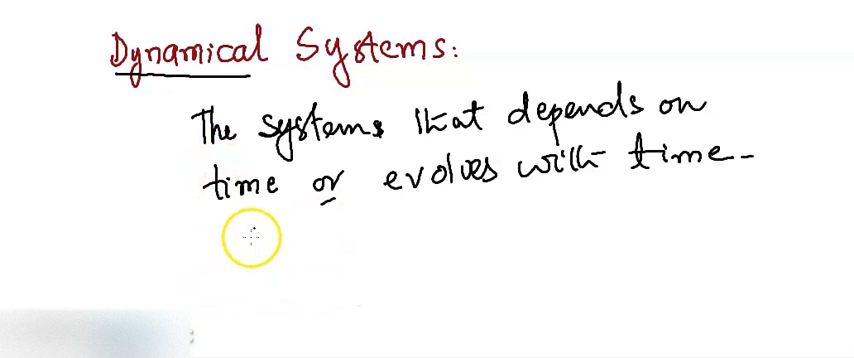 Dynamical Systems:
The systems that depends on
time or evolves with time-